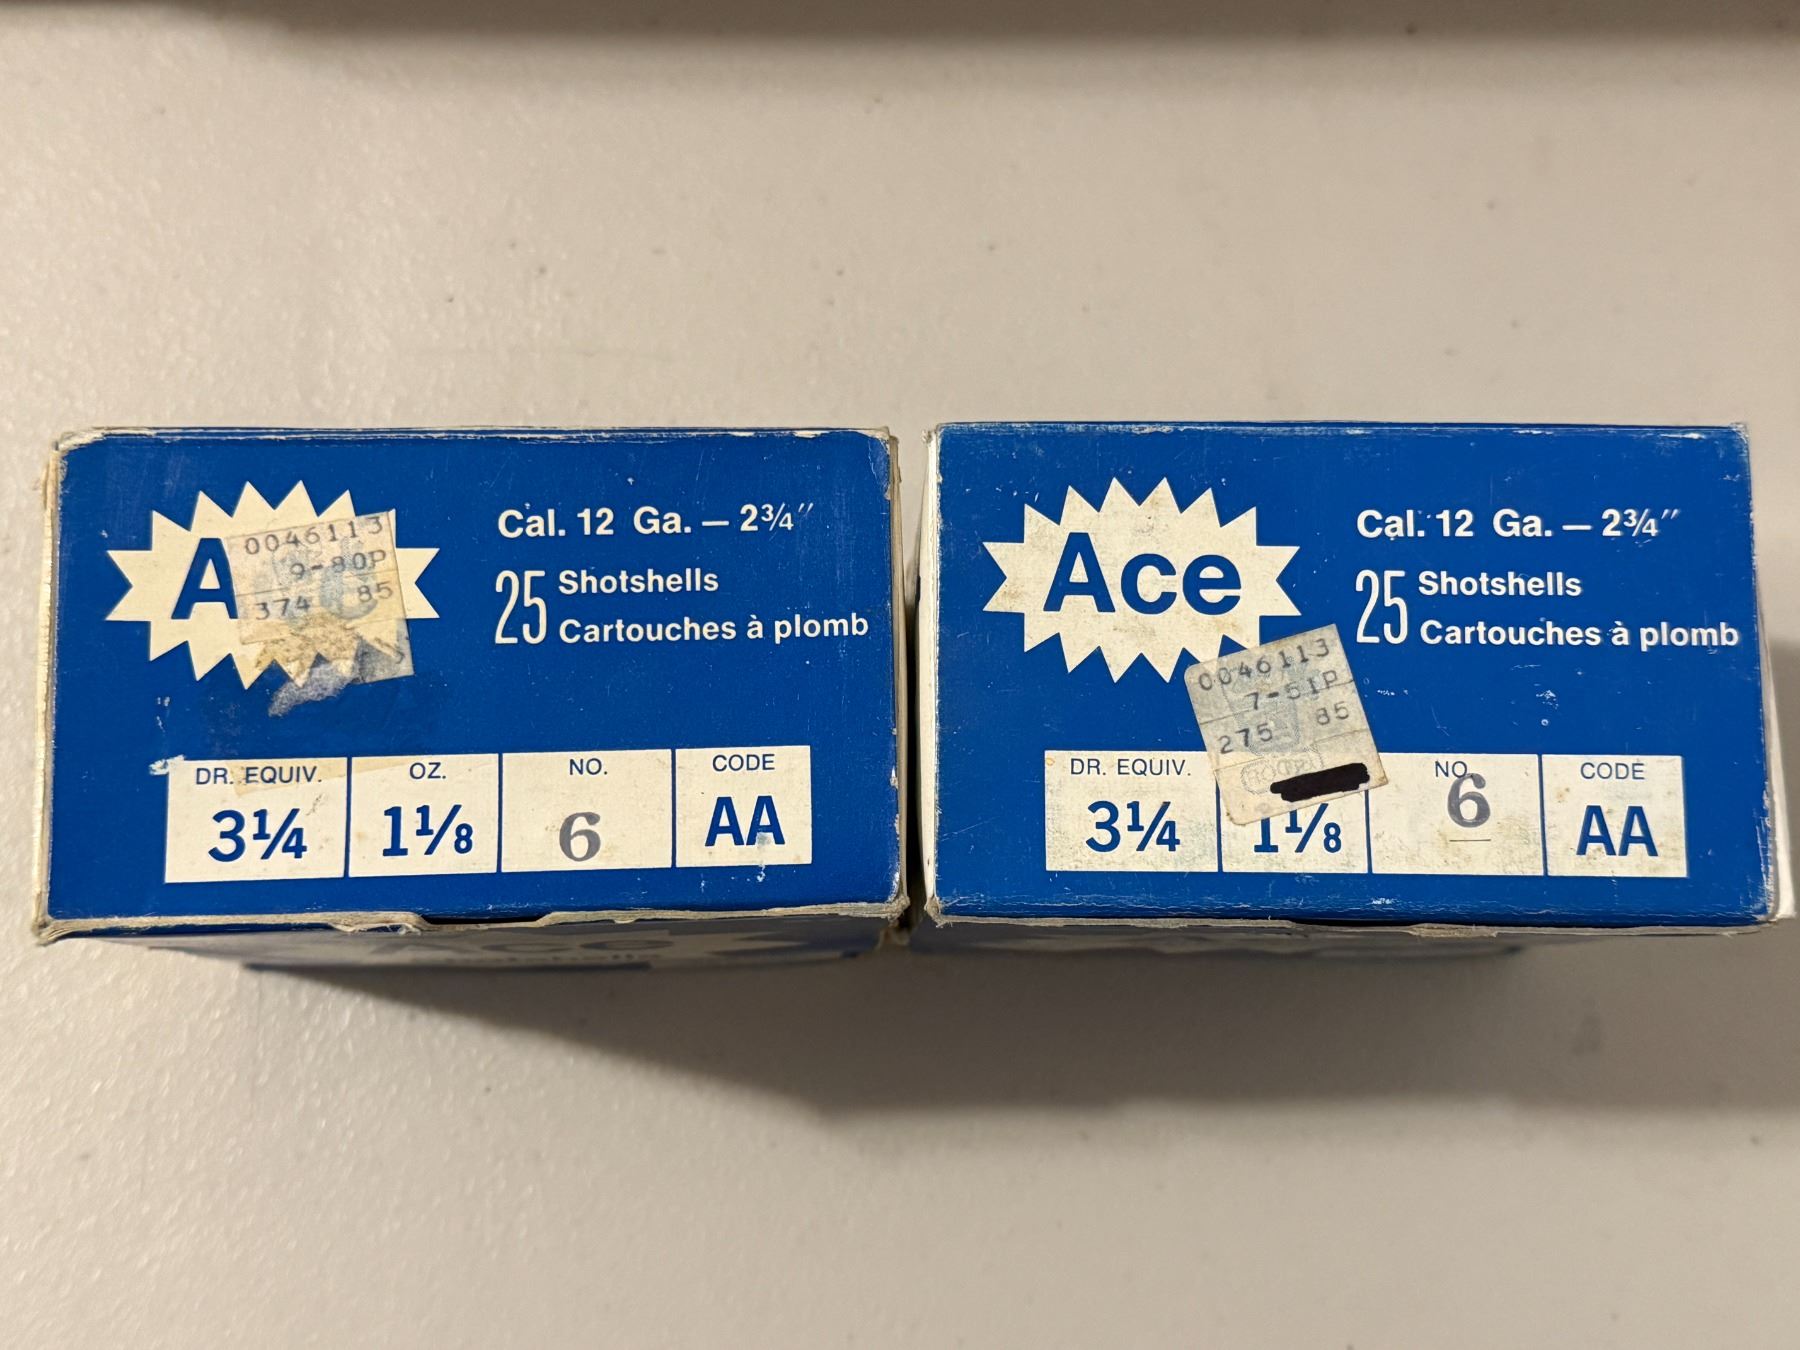 A
0046113
9-80P
374 85
Cal. 12 Ga. — 2¾″
25 Shotshells
Cartouches à plomb
DR. EQUIV.
3¼
OZ.
1⅛
NO.
6
CODE
AA
Ace
Cal. 12 Ga. — 2¾″
25 Shotshells
Cartouches à plomb
0046113
7-51P
275 85
DR. EQUIV.
3¼
1⅛
NO.
6
CODE
AA
Ace